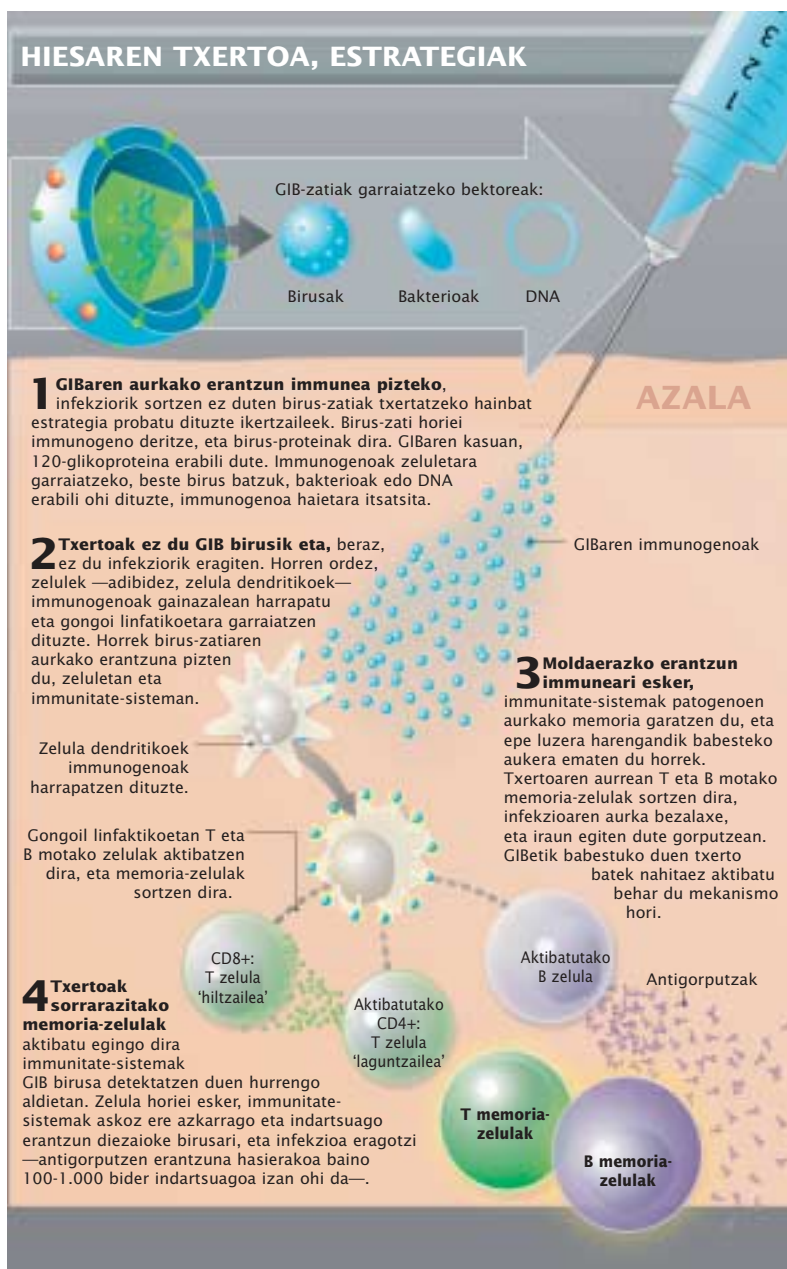 HIESAREN TXERTOA, ESTRATEGIAK
3
2
1
GIB-zatiak garraiatzeko bektoreak:
Birusak
Bakterioak
DNA
AZALA
1 GIBaren aurkako erantzun immunea pizteko,
infekziorik sortzen ez duten birus-zatiak txertatzeko hainbat
estrategia probatu dituzte ikertzaileek. Birus-zati horiei
immunogeno deritze, eta birus-proteinak dira. GIBaren kasuan,
120-glikoproteina erabili dute. Immunogenoak zeluletara
garraiatzeko, beste birus batzuk, bakterioak edo DNA
erabili ohi dituzte, immunogenoa haietara itsatsita.
GIBaren immunogenoak
2 Txertoak ez du GIB birusik eta, beraz,
ez du infekziorik eragiten. Horren ordez,
zelulek —adibidez, zelula dendritikoek—
immunogenoak gainazalean harrapatu
eta gongoi linfatikoetara garraiatzen
dituzte. Horrek birus-zatiaren
aurkako erantzuna pizten
du, zeluletan eta
immunitate-sisteman.
Zelula dendritikoek
immunogenoak
harrapatzen dituzte.
3 Moldaerazko erantzun
immuneari esker,
immunitate-sistemak patogenoen
aurkako memoria garatzen du, eta
epe luzera harengandik babesteko
aukera ematen du horrek.
Txertoaren aurrean T eta B motako
memoria-zelulak sortzen dira,
infekzioaren aurka bezalaxe,
eta iraun egiten dute gorputzean.
GIBetik babestuko duen txerto
batek nahitaez aktibatu
behar du mekanismo
hori.
Gongoil linfaktikoetan T eta
B motako zelulak aktibatzen
dira, eta memoria-zelulak
sortzen dira.
CD8+:
T zelula
‘hiltzailea’
Aktibatutako
CD4+:
T zelula
‘laguntzailea’
Aktibatutako
B zelula
Antigorputzak
4 Txertoak
sorrarazitako
memoria-zelulak
aktibatu egingo dira
immunitate-sistemak
GIB birusa detektatzen duen hurrengo
aldietan. Zelula horiei esker, immunitate-
sistemak askoz ere azkarrago eta indartsuago
erantzun diezaioke birusari, eta infekzioa eragotzi
—antigorputzen erantzuna hasierakoa baino
100-1.000 bider indartsuagoa izan ohi da—.
T memoria-
zelulak
B memoria-
zelulak